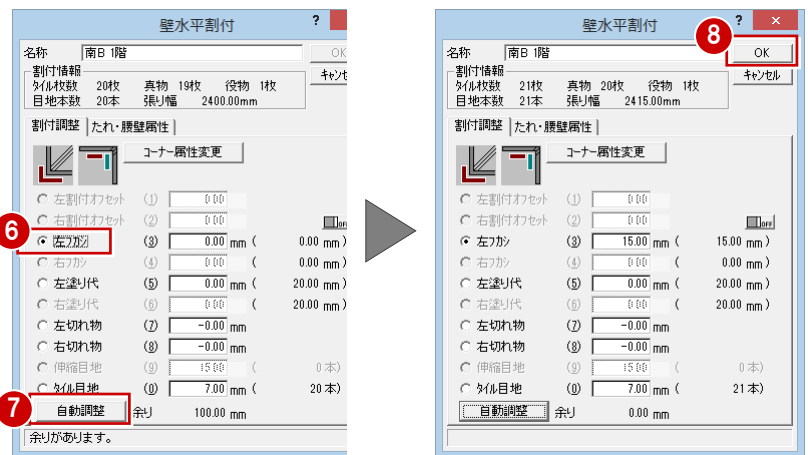 壁水平割付 ?
名称 南B 1階 OK
割付情報 キャンセ
タイル枚数 20枚 真物 19枚 役物 1枚
目地本数 20本 張り幅 2400.00mm
割付調整 たれ・腰壁属性
コーナー属性変更
左割付オフセット (1) 0.00
右割付オフセット (2) 0.00 OFF
6 左フカシ (3) 0.00 mm ( 0.00 mm )
右フカシ (4) 0.00 mm ( 0.00 mm )
左塗り代 (5) 0.00 mm ( 20.00 mm )
右塗り代 (6) 0.00 mm ( 20.00 mm )
左切れ物 (7) -0.00 mm
右切れ物 (8) -0.00 mm
伸縮目地 (9) 15.00 ( 0 本)
タイル目地 (0) 7.00 mm ( 20 本)
7 自動調整 余り 100.00 mm
余りがあります。
壁水平割付 ? ×
8
名称 南B 1階 OK
割付情報 キャンセル
タイル枚数 21枚 真物 20枚 役物 1枚
目地本数 21本 張り幅 2415.00mm
割付調整 たれ・腰壁属性
コーナー属性変更
左割付オフセット (1) 0.00
右割付オフセット (2) 0.00 OFF
左フカシ (3) 15.00 mm ( 15.00 mm )
右フカシ (4) 0.00 mm ( 0.00 mm )
左塗り代 (5) 0.00 mm ( 20.00 mm )
右塗り代 (6) 0.00 mm ( 20.00 mm )
左切れ物 (7) -0.00 mm
右切れ物 (8) -0.00 mm
伸縮目地 (9) 15.00 ( 0 本)
タイル目地 (0) 7.00 mm ( 21 本)
自動調整 余り 0.00 mm